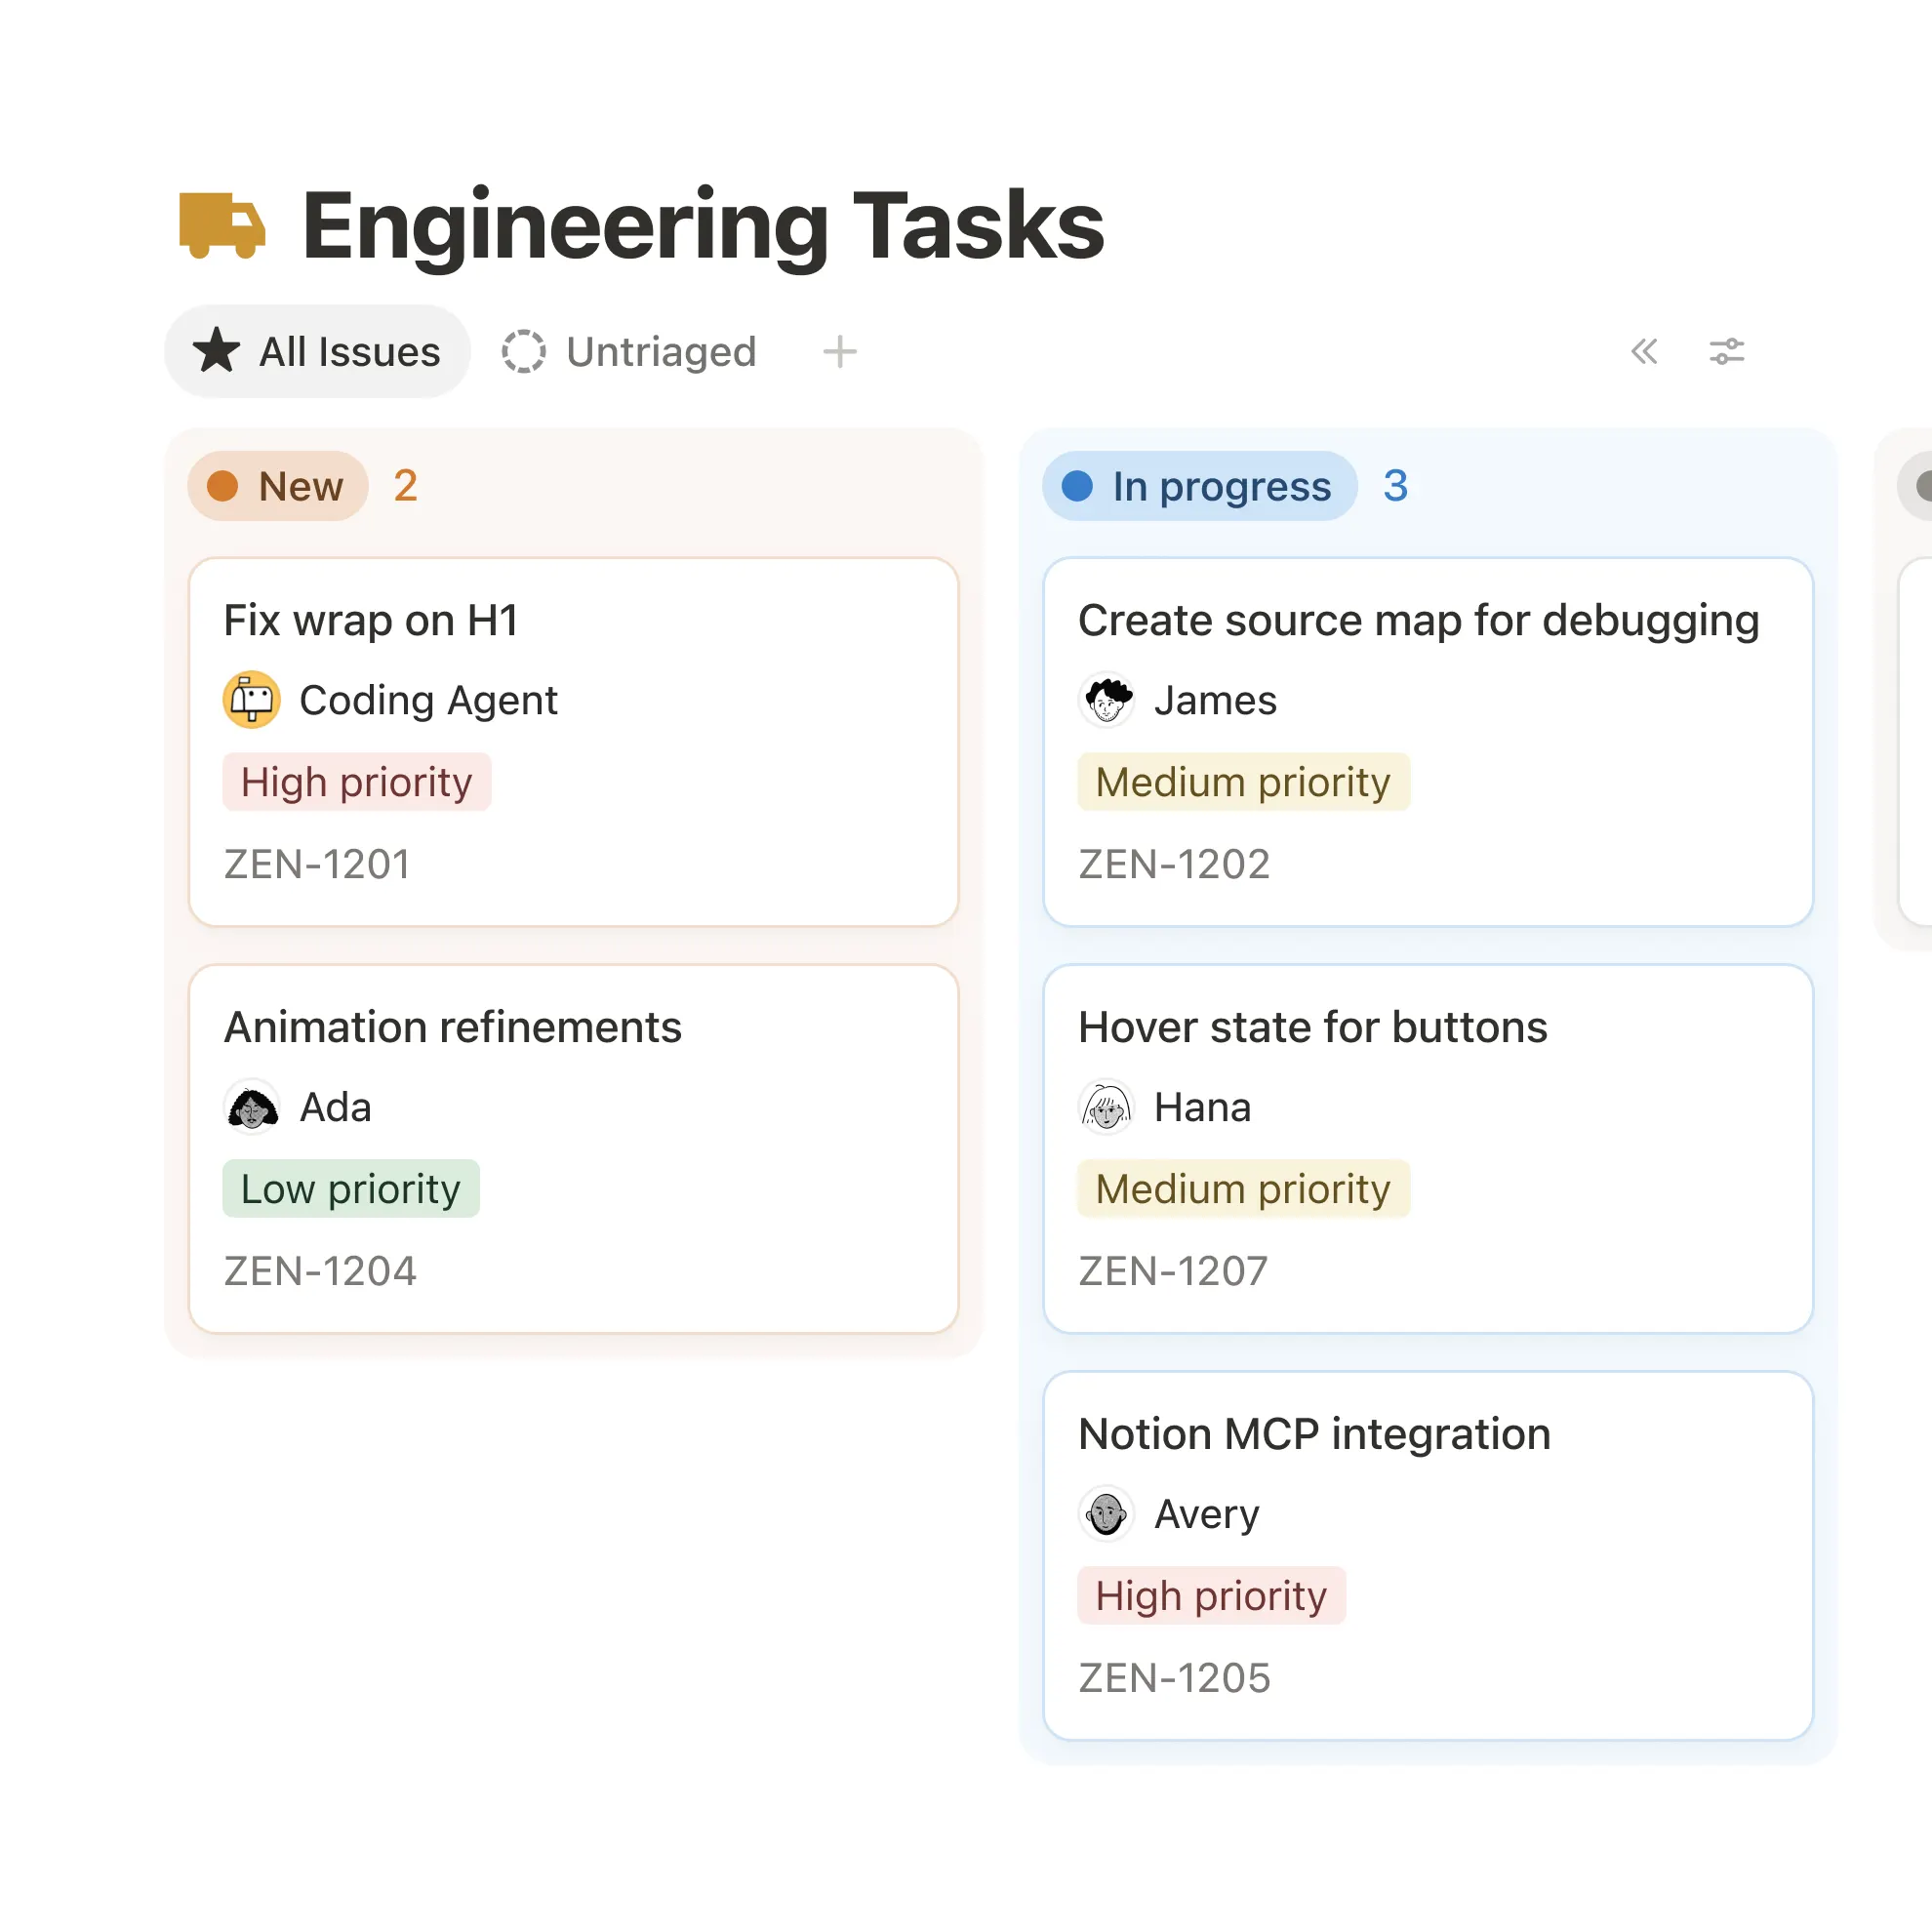 Engineering Tasks
All Issues
Untriaged
New 2
Fix wrap on H1
Coding Agent
High priority
ZEN-1201
Animation refinements
Ada
Low priority
ZEN-1204
In progress 3
Create source map for debugging
James
Medium priority
ZEN-1202
Hover state for buttons
Hana
Medium priority
ZEN-1207
Notion MCP integration
Avery
High priority
ZEN-1205